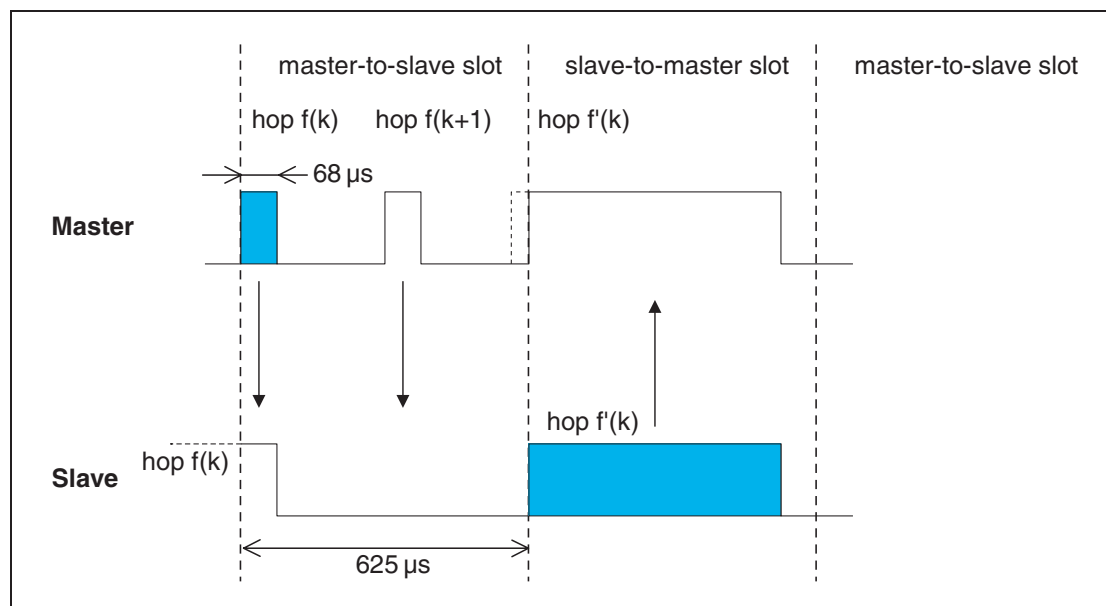 master-to-slave slot
slave-to-master slot
master-to-slave slot
hop f(k)
hop f(k+1)
hop f'(k)
68 µs
Master
hop f'(k)
hop f(k)
Slave
625 µs